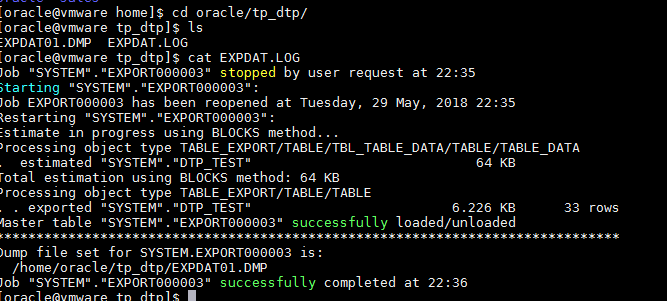 [oracle@vmware home]$ cd oracle/tp_dtp/
[oracle@vmware tp_dtp]$ ls
EXPDAT01.DMP  EXPDAT.LOG
[oracle@vmware tp_dtp]$ cat EXPDAT.LOG
Job "SYSTEM"."EXPORT000003" stopped by user request at 22:35
Starting "SYSTEM"."EXPORT000003":
Job EXPORT000003 has been reopened at Tuesday, 29 May, 2018 22:35
Restarting "SYSTEM"."EXPORT000003":
Estimate in progress using BLOCKS method...
Processing object type TABLE_EXPORT/TABLE/TBL_TABLE_DATA/TABLE/TABLE_DATA
.  estimated "SYSTEM"."DTP_TEST"                              64 KB
Total estimation using BLOCKS method: 64 KB
Processing object type TABLE_EXPORT/TABLE/TABLE
. . exported "SYSTEM"."DTP_TEST"                           6.226 KB      33 rows
Master table "SYSTEM"."EXPORT000003" successfully loaded/unloaded
******************************************************************************
Dump file set for SYSTEM.EXPORT000003 is:
  /home/oracle/tp_dtp/EXPDAT01.DMP
Job "SYSTEM"."EXPORT000003" successfully completed at 22:36
[oracle@vmware tp_dtp]$